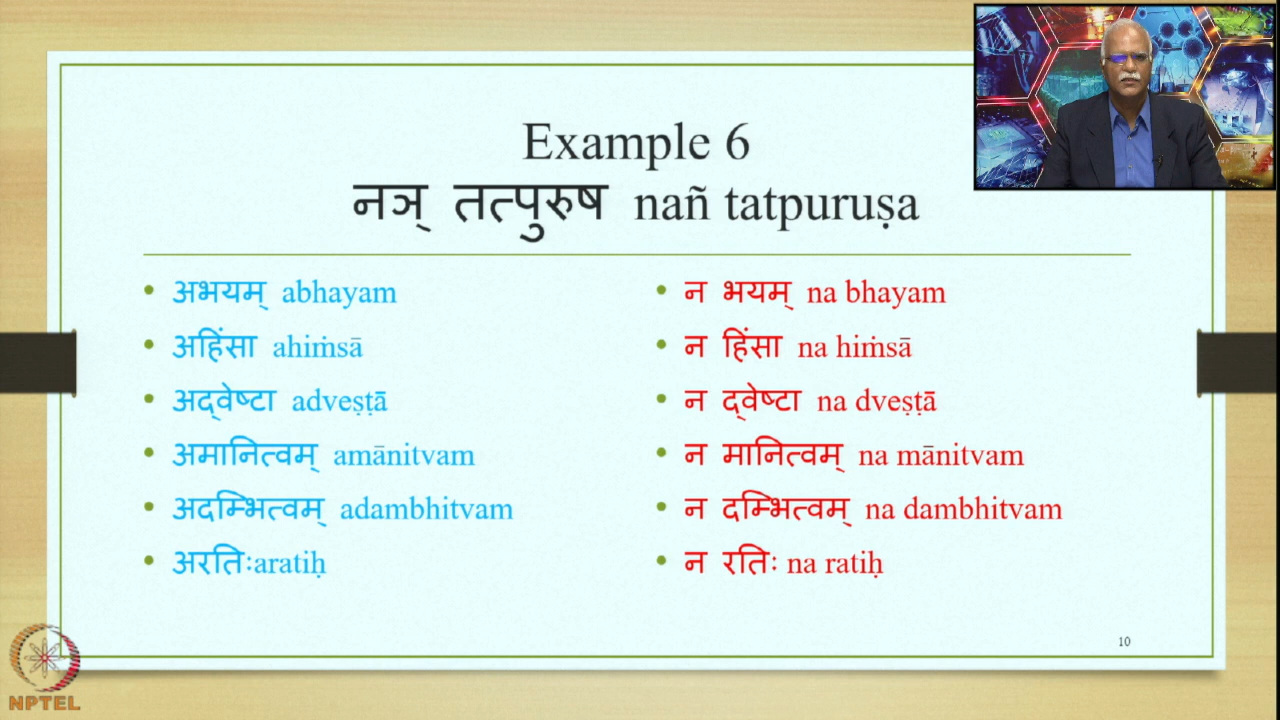 Example 6
नञ् तत्पुरुष nañ tatpuruṣa
• अभयम् abhayam
• अहिंसा ahiṁsā
• अद्वेष्टा adveṣṭā
• अमानित्वम् amānitvam
• अदम्भित्वम् adambhitvam
• अरतिःaratiḥ
• न भयम् na bhayam
• न हिंसा na hiṁsā
• न द्वेष्टा na dveṣṭā
• न मानित्वम् na mānitvam
• न दम्भित्वम् na dambhitvam
• न रतिः na ratiḥ
10
NPTEL